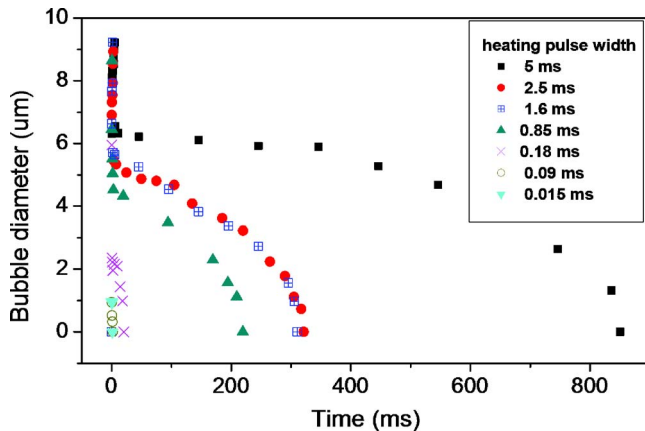 10
8
6
4
2
0
Bubble diameter (um)
heating pulse width
5 ms
2.5 ms
1.6 ms
0.85 ms
0.18 ms
0.09 ms
0.015 ms
0 200 400 600 800
Time (ms)